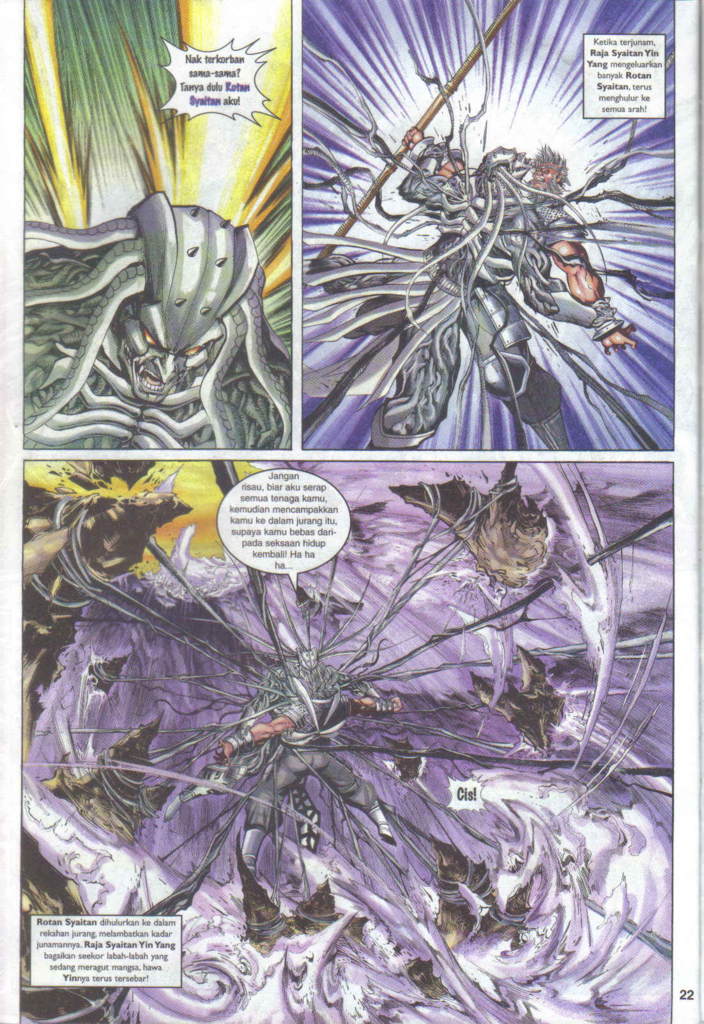 Nak terkorban
sama-sama?
Tanya dulu Rotan
Syaitan aku!
Ketika terjunam,
Raja Syaitan Yin
Yang mengeluarkan
banyak Rotan
Syaitan, terus
menghulur ke
semua arah!
Jangan
risau, biar aku serap
semua tenaga kamu,
kemudian mencampakkan
kamu ke dalam jurang itu,
supaya kamu bebas dari-
pada seksaan hidup
kembali! Ha ha
ha...
Cis!
Rotan Syaitan dihulurkan ke dalam
rekahan jurang, melambatkan kadar
junamannya. Raja Syaitan Yin Yang
bagaikan seekor labah-labah yang
sedang meragut mangsa, hawa
Yinnya terus tersebar!
22